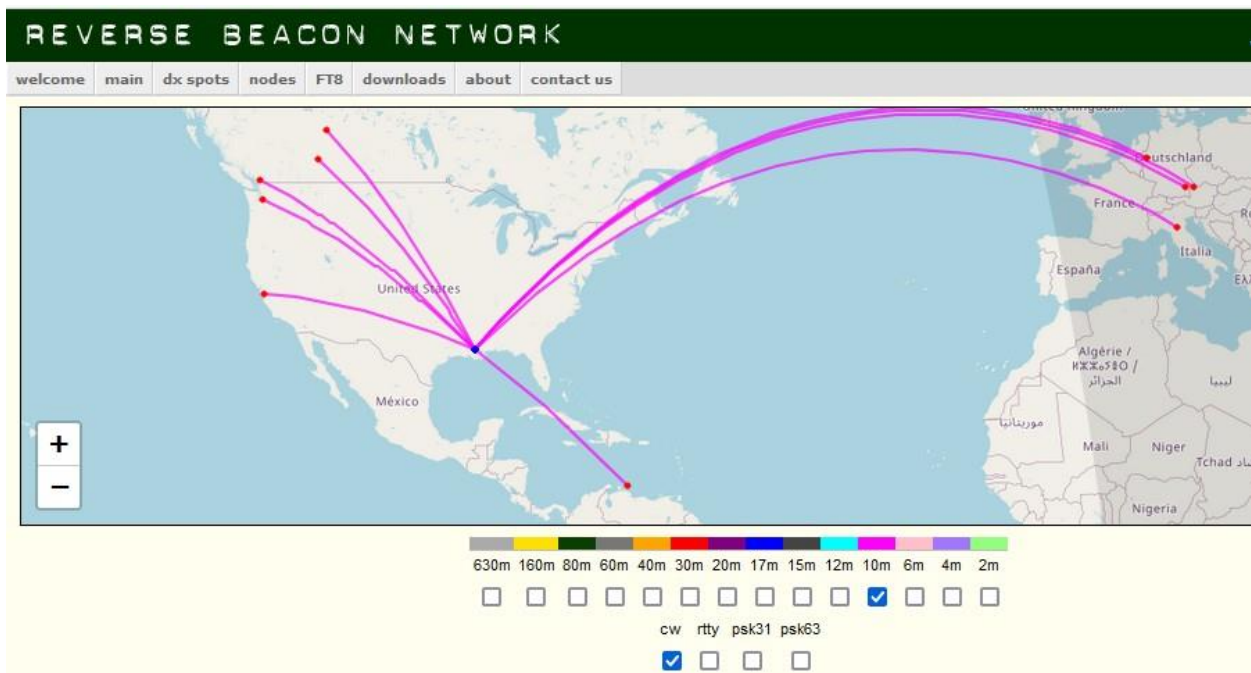 REVERSE BEACON NETWORK
welcome main dx spots nodes FT8 downloads about contact us
United Kingdom
Deutschland
France
Italia
España
United States
México
Algérie /
ⵍⵣⵣⴰⵢⴻⵔ /
الجزائر
ليبيا
موريتانيا
Mali
Niger
Tchad
Nigeria
+
−
630m 160m 80m 60m 40m 30m 20m 17m 15m 12m 10m 6m 4m 2m
cw rtty psk31 psk63